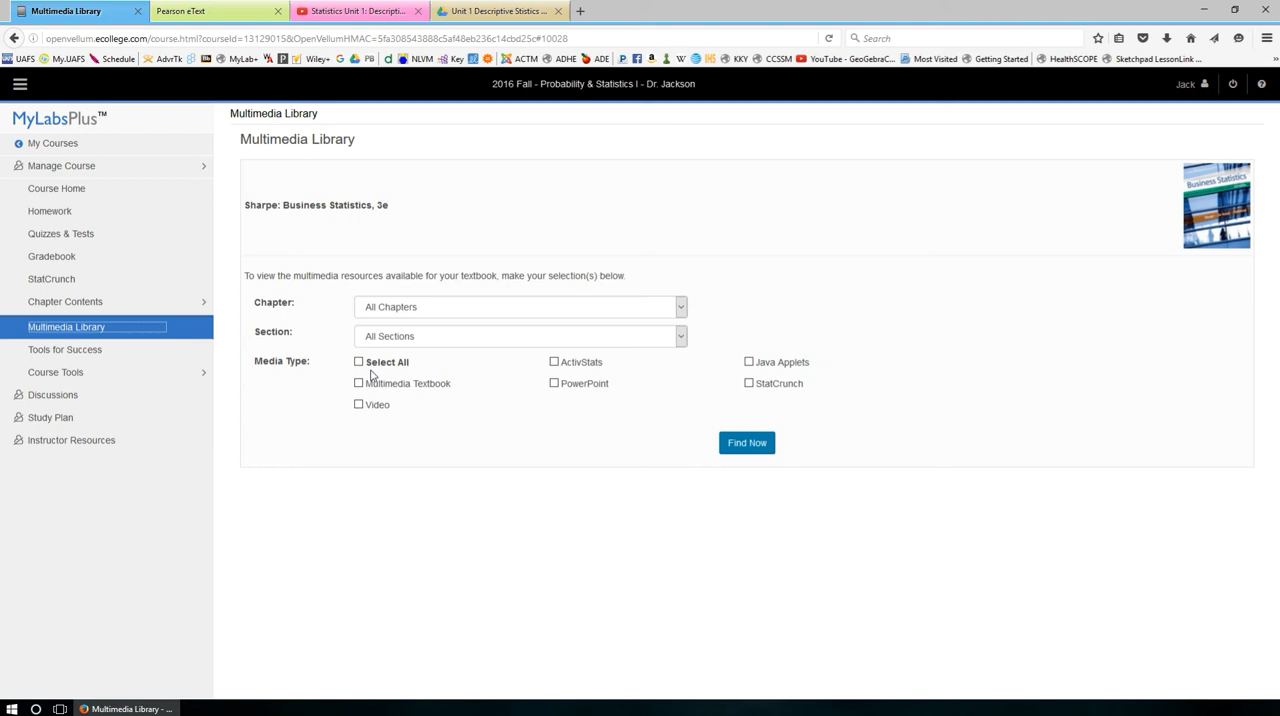 Multimedia Library
Pearson eText
Statistics Unit 1: Descripti...
Unit 1 Descriptive Stistics ...
openvellum.ecollege.com/course.html?courseId=13129015&OpenVellumHMAC=5fa308543888c5af48eb236c14cbd25c#10028
Search
UAFS My.UAFS Schedule AdvrTk MyLab+ Wiley+ PB NLVM Key ACTM ADHE ADE KKY CCSSM YouTube - GeoGebraC... Most Visited Getting Started HealthSCOPE Sketchpad LessonLink ...
2016 Fall - Probability & Statistics I - Dr. Jackson
Jack
MyLabsPlus™
My Courses
Manage Course
Course Home
Homework
Quizzes & Tests
Gradebook
StatCrunch
Chapter Contents
Multimedia Library
Tools for Success
Course Tools
Discussions
Study Plan
Instructor Resources
Multimedia Library
Multimedia Library
Sharpe: Business Statistics, 3e
Business Statistics
To view the multimedia resources available for your textbook, make your selection(s) below.
Chapter: All Chapters
Section: All Sections
Media Type: Select All ActivStats Java Applets
Multimedia Textbook PowerPoint StatCrunch
Video
Find Now
Multimedia Library - ...